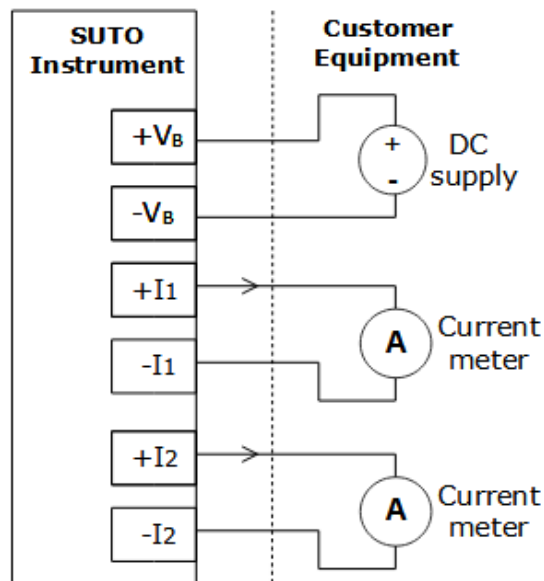 SUTO
Instrument
Customer
Equipment
+VB
-VB
+
-
DC
supply
+I1
-I1
A
Current
meter
+I2
-I2
A
Current
meter